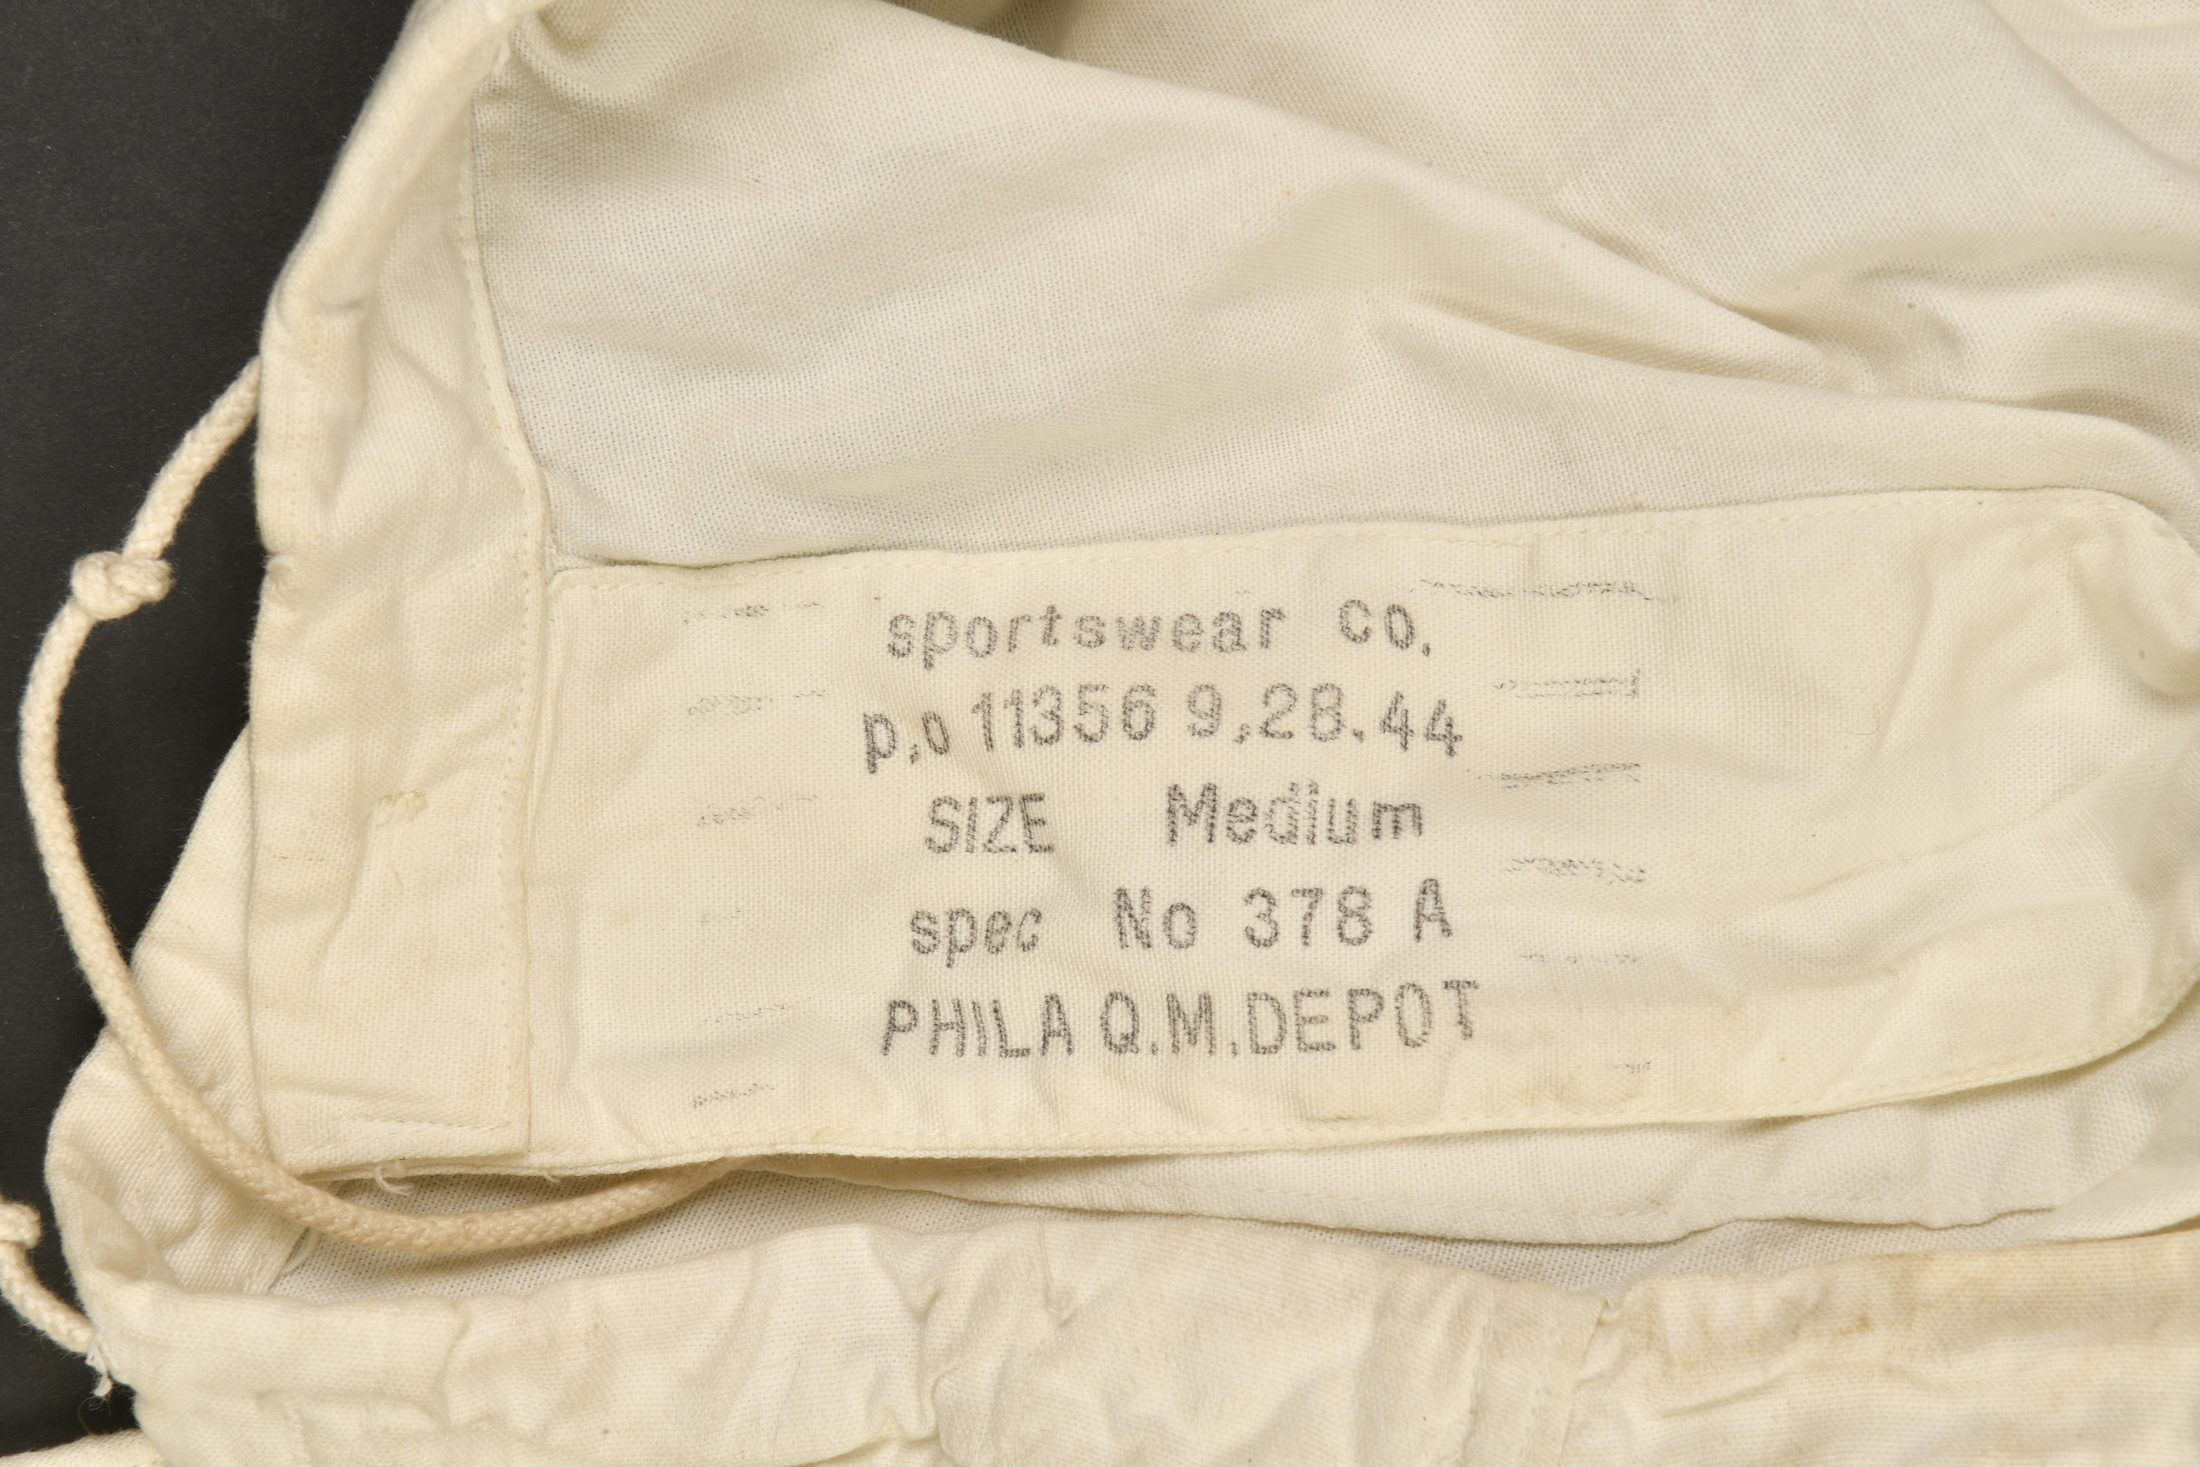 sportswear Co.
p.o 11356 9,28.44
SIZE Medium
spec No 378 A
PHILA Q.M.DEPOT